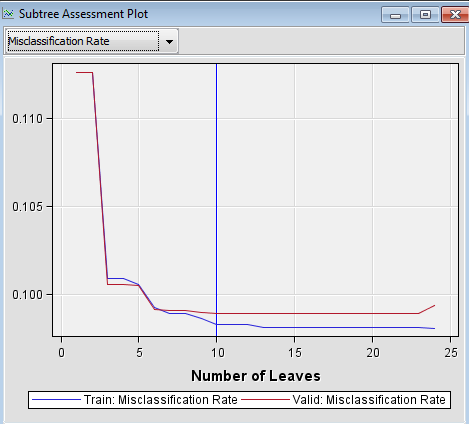 Subtree Assessment Plot
Misclassification Rate
0.110
0.105
0.100
0 5 10 15 20 25
Number of Leaves
Train: Misclassification Rate Valid: Misclassification Rate